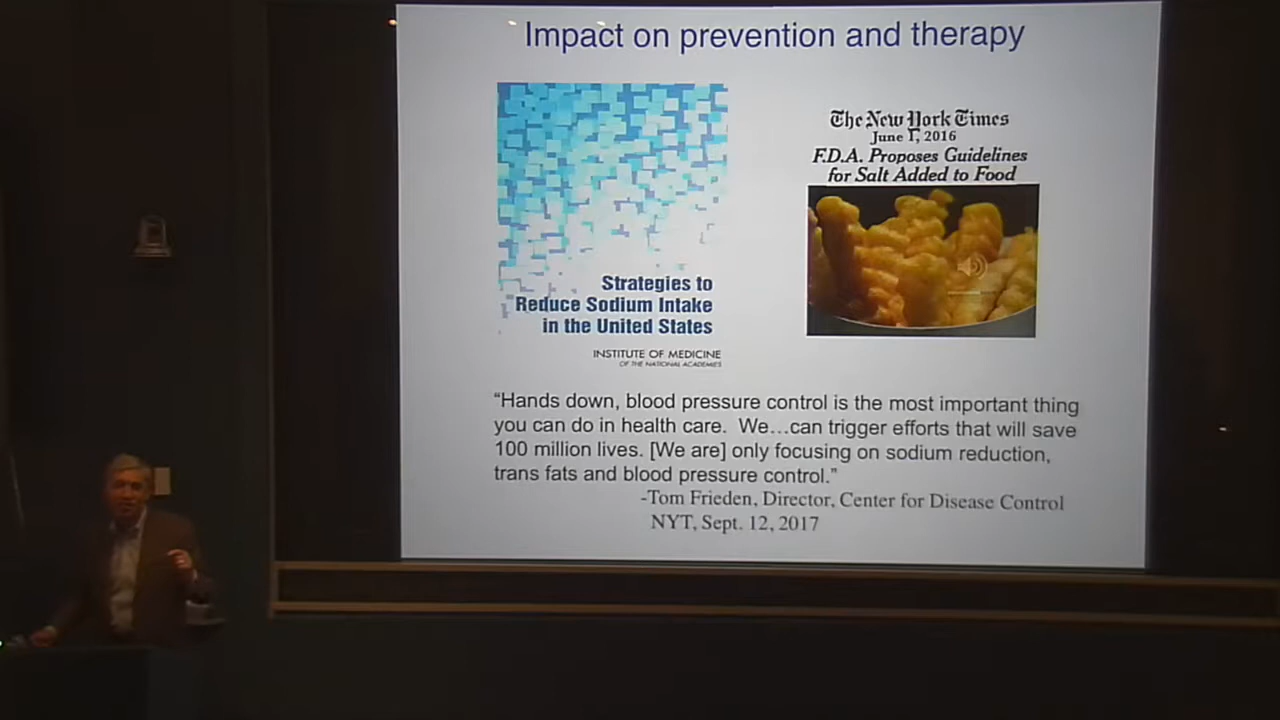 Impact on prevention and therapy
Strategies to
Reduce Sodium Intake
in the United States
INSTITUTE OF MEDICINE
OF THE NATIONAL ACADEMIES
The New York Times
June 1, 2016
F.D.A. Proposes Guidelines
for Salt Added to Food
“Hands down, blood pressure control is the most important thing
you can do in health care. We…can trigger efforts that will save
100 million lives. [We are] only focusing on sodium reduction,
trans fats and blood pressure control.”
-Tom Frieden, Director, Center for Disease Control
NYT, Sept. 12, 2017